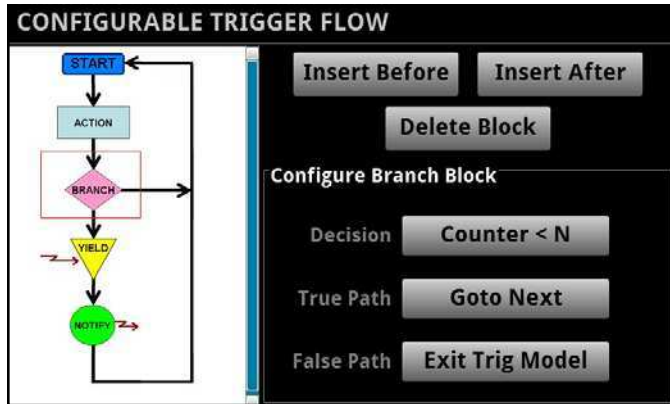 CONFIGURABLE TRIGGER FLOW
START
ACTION
BRANCH
YIELD
NOTIFY
Insert Before
Insert After
Delete Block
Configure Branch Block
Decision
Counter < N
True Path
Goto Next
False Path
Exit Trig Model